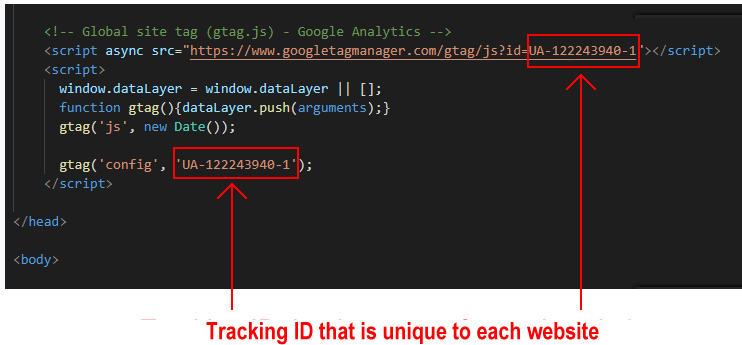 <!-- Global site tag (gtag.js) - Google Analytics -->
<script async src="https://www.googletagmanager.com/gtag/js?id=UA-122243940-1"></script>
<script>
window.dataLayer = window.dataLayer || [];
function gtag(){dataLayer.push(arguments);}
gtag('js', new Date());
gtag('config', 'UA-122243940-1');
</script>
</head>
<body>
Tracking ID that is unique to each website